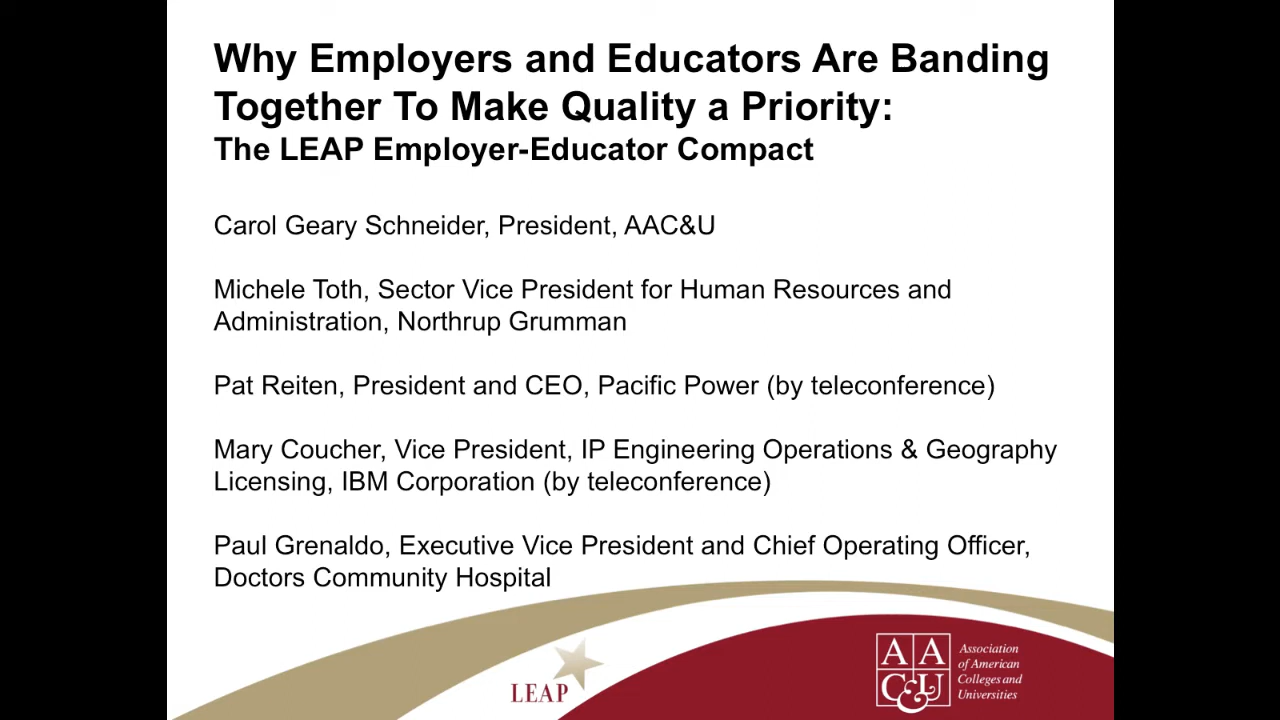 Why Employers and Educators Are Banding
Together To Make Quality a Priority:
The LEAP Employer-Educator Compact
Carol Geary Schneider, President, AAC&U
Michele Toth, Sector Vice President for Human Resources and
Administration, Northrup Grumman
Pat Reiten, President and CEO, Pacific Power (by teleconference)
Mary Coucher, Vice President, IP Engineering Operations & Geography
Licensing, IBM Corporation (by teleconference)
Paul Grenaldo, Executive Vice President and Chief Operating Officer,
Doctors Community Hospital
LEAP
AA
C&U
Association
of American
Colleges and
Universities